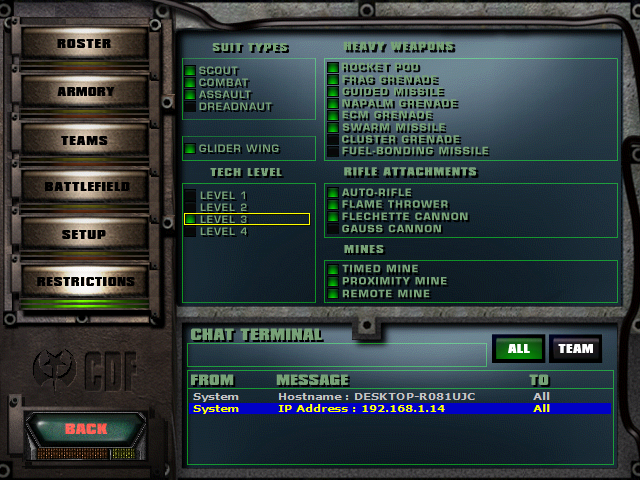 ROSTER
ARMORY
TEAMS
BATTLEFIELD
SETUP
RESTRICTIONS
CDF
BACK
SUIT TYPES
SCOUT
COMBAT
ASSAULT
DREADNAUT
GLIDER WING
TECH LEVEL
LEVEL 1
LEVEL 2
LEVEL 3
LEVEL 4
HEAVY WEAPONS
ROCKET POD
FRAG GRENADE
GUIDED MISSILE
NAPALM GRENADE
ECM GRENADE
SWARM MISSILE
CLUSTER GRENADE
FUEL-BONDING MISSILE
RIFLE ATTACHMENTS
AUTO-RIFLE
FLAME THROWER
FLECHETTE CANNON
GAUSS CANNON
MINES
TIMED MINE
PROXIMITY MINE
REMOTE MINE
CHAT TERMINAL
ALL TEAM
FROM MESSAGE TO
System Hostname : DESKTOP-R081UJC All
System IP Address : 192.168.1.14 All